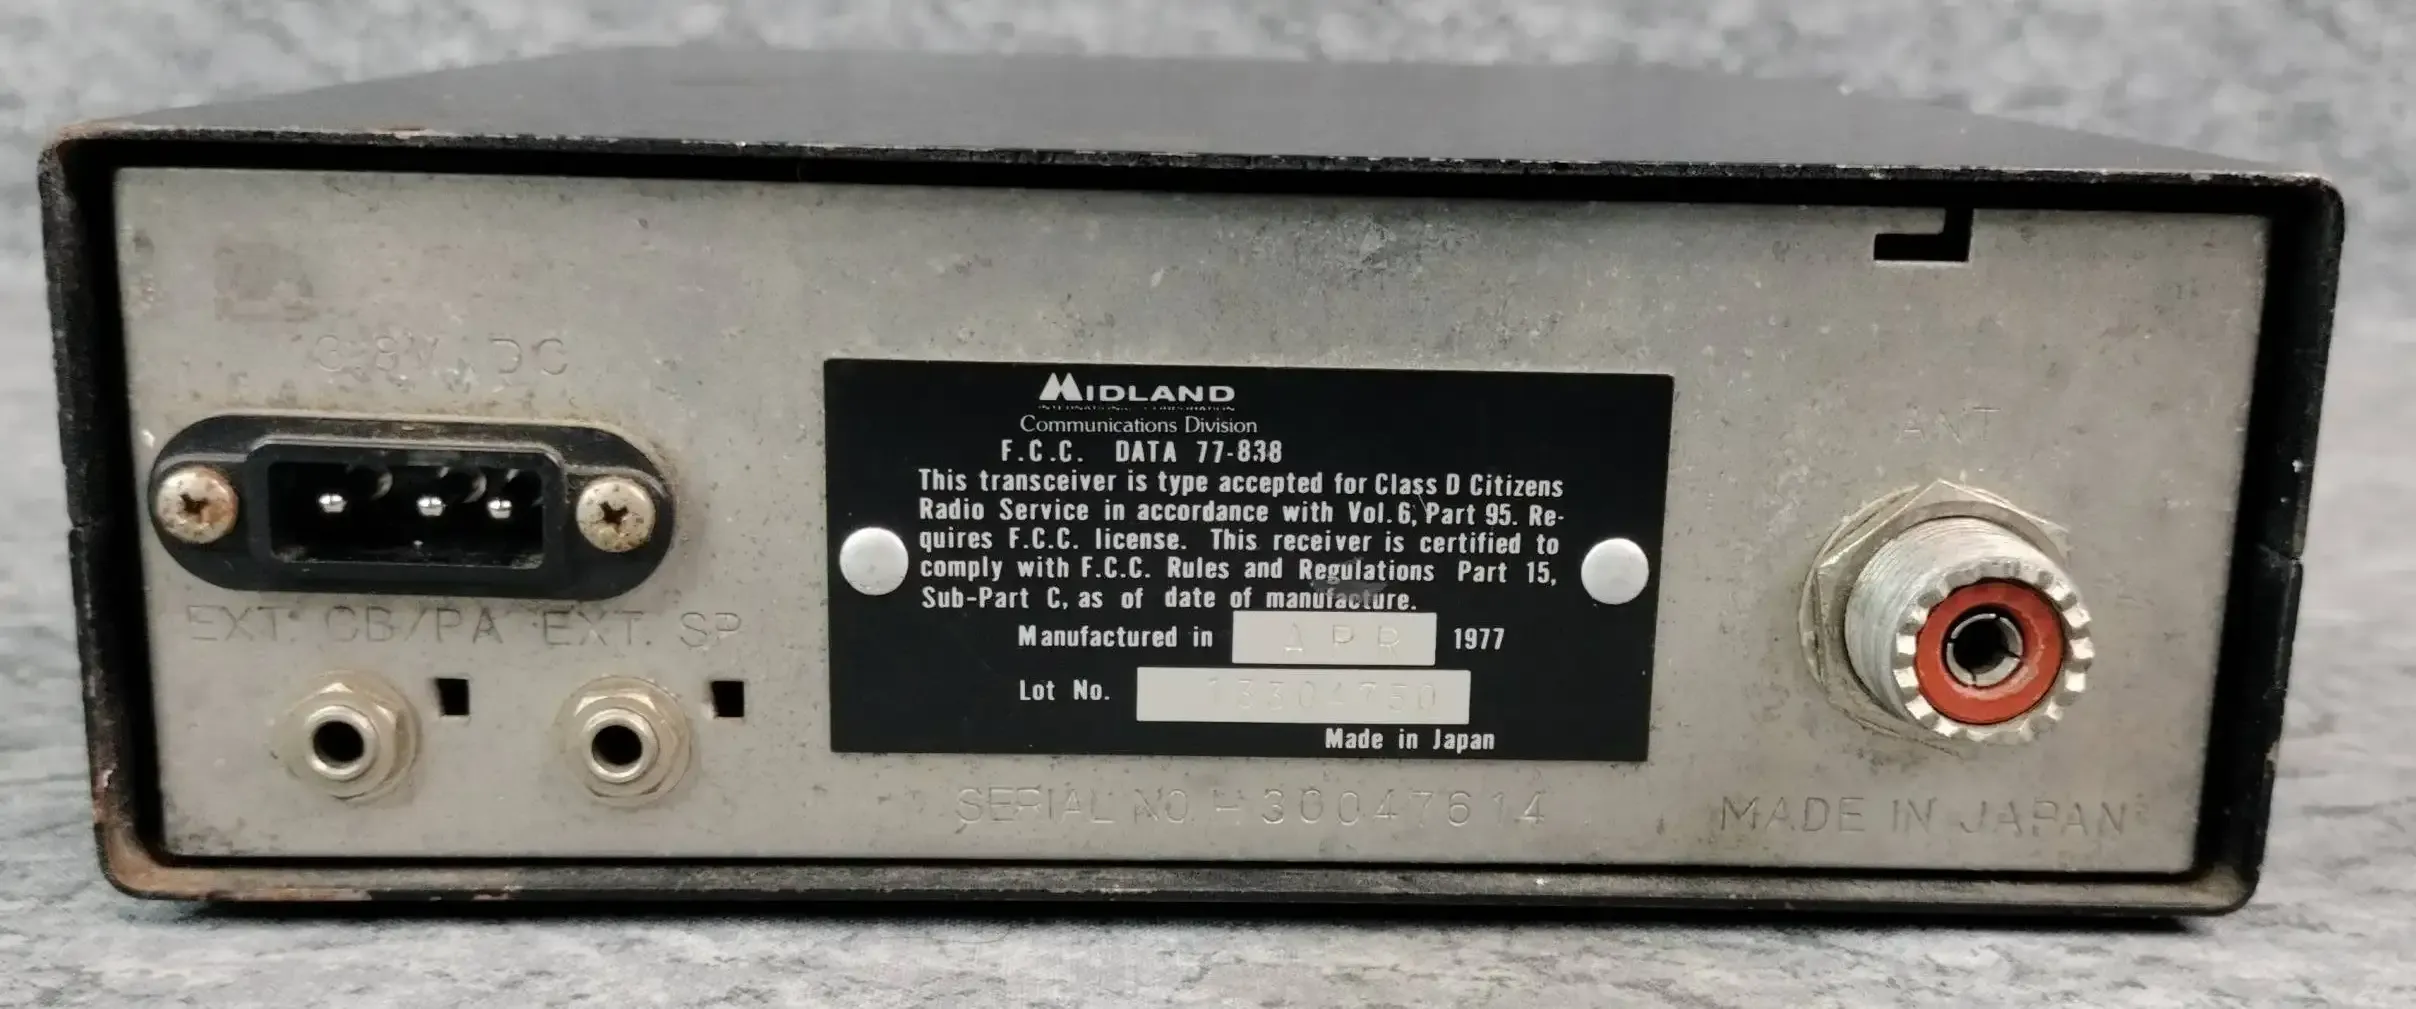 13.8V. DC
EXT. CB/PA EXT. SP
MIDLAND
INTERNATIONAL CORPORATION
Communications Division
F.C.C. DATA 77-838
This transceiver is type accepted for Class D Citizens
Radio Service in accordance with Vol.6, Part 95. Re-
quires F.C.C. license. This receiver is certified to
comply with F.C.C. Rules and Regulations Part 15,
Sub-Part C, as of date of manufacture.
Manufactured in APR 1977
Lot No. 13304750
Made in Japan
SERIAL NO.-30047614
ANT
MADE IN JAPAN